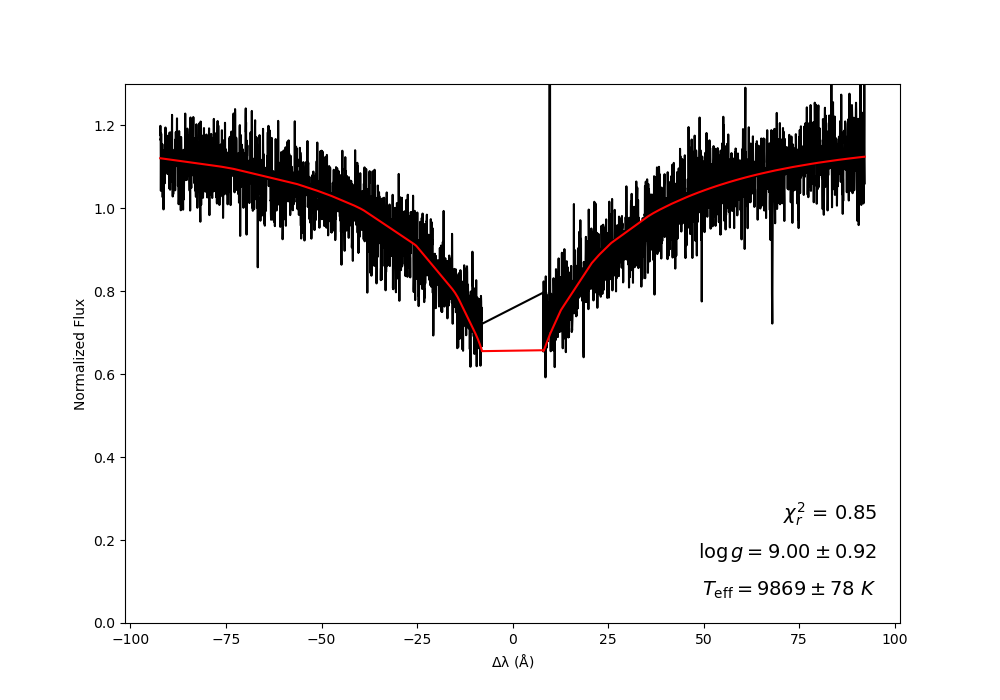 1.2
1.0
0.8
0.6
0.4
0.2
0.0
Normalized Flux
χ²ᵣ = 0.85
log g = 9.00 ± 0.92
T_eff = 9869 ± 78 K
−100 −75 −50 −25 0 25 50 75 100
Δλ (Å)